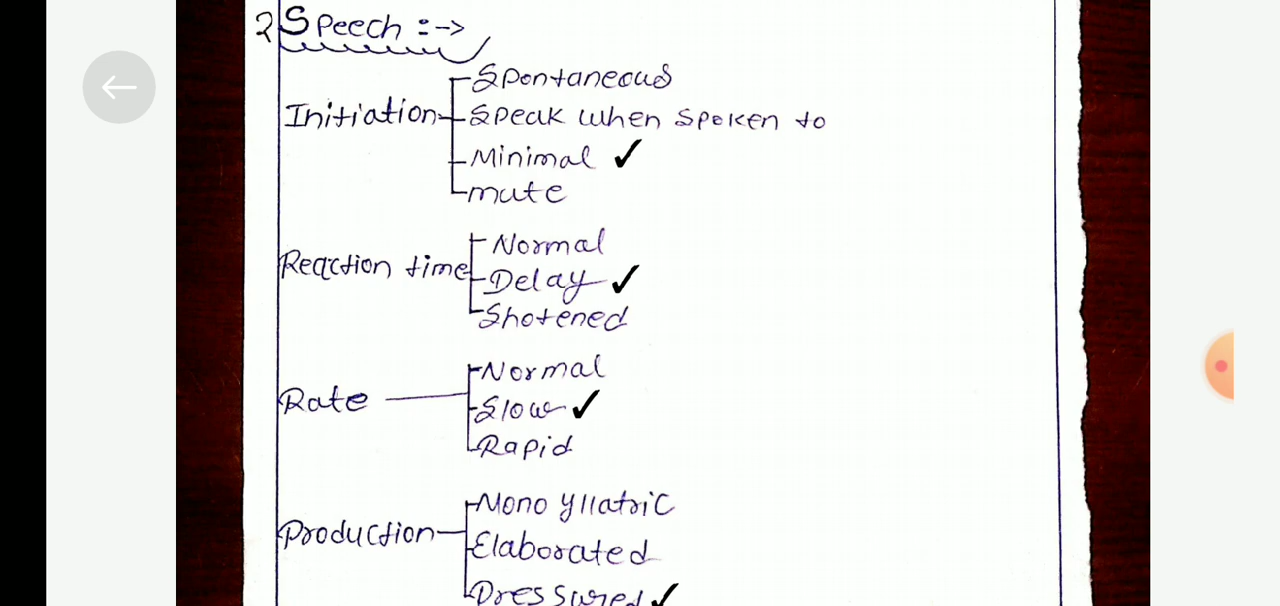 2 Speech :->
Spontaneous
Initiation Speak when spoken to
Minimal ✓
mute
Normal
Reaction time Delay ✓
Shotened
Normal
Rate Slow ✓
Rapid
Mono yllatric
Production Elaborated
Pressured ✓